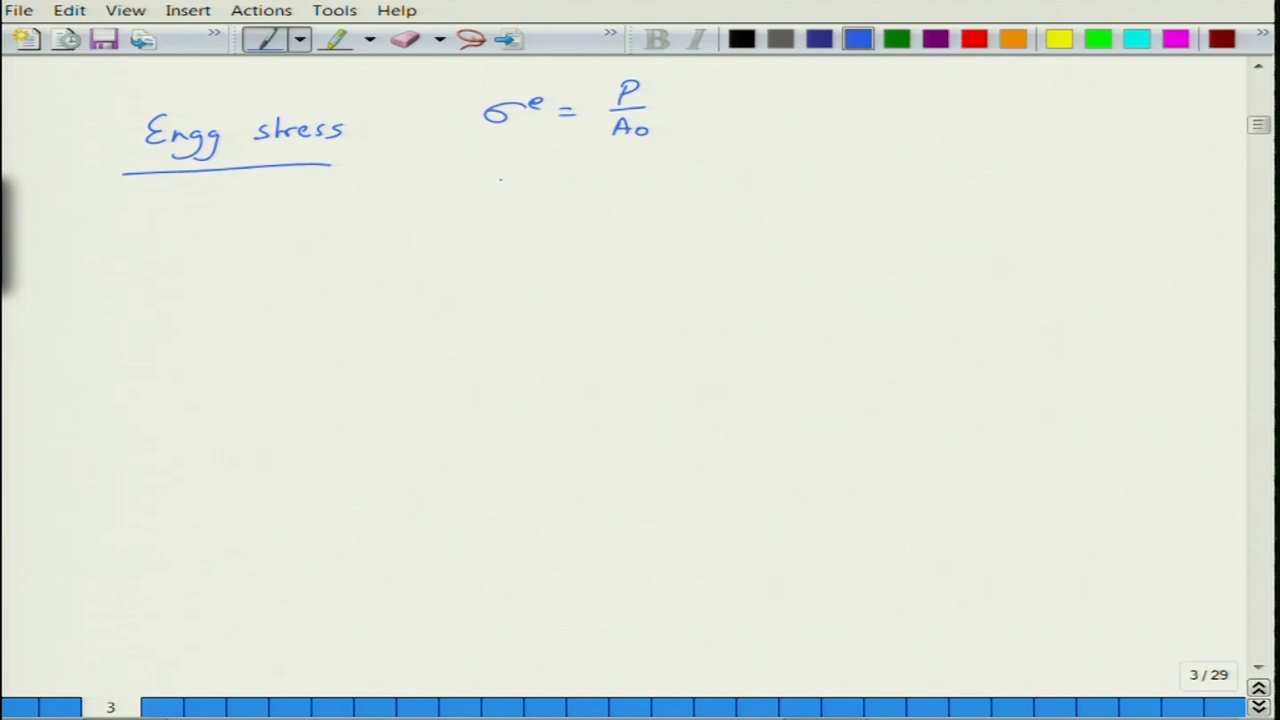 File Edit View Insert Actions Tools Help
B I
Engg stress σᵉ = P/A₀
3 / 29
3